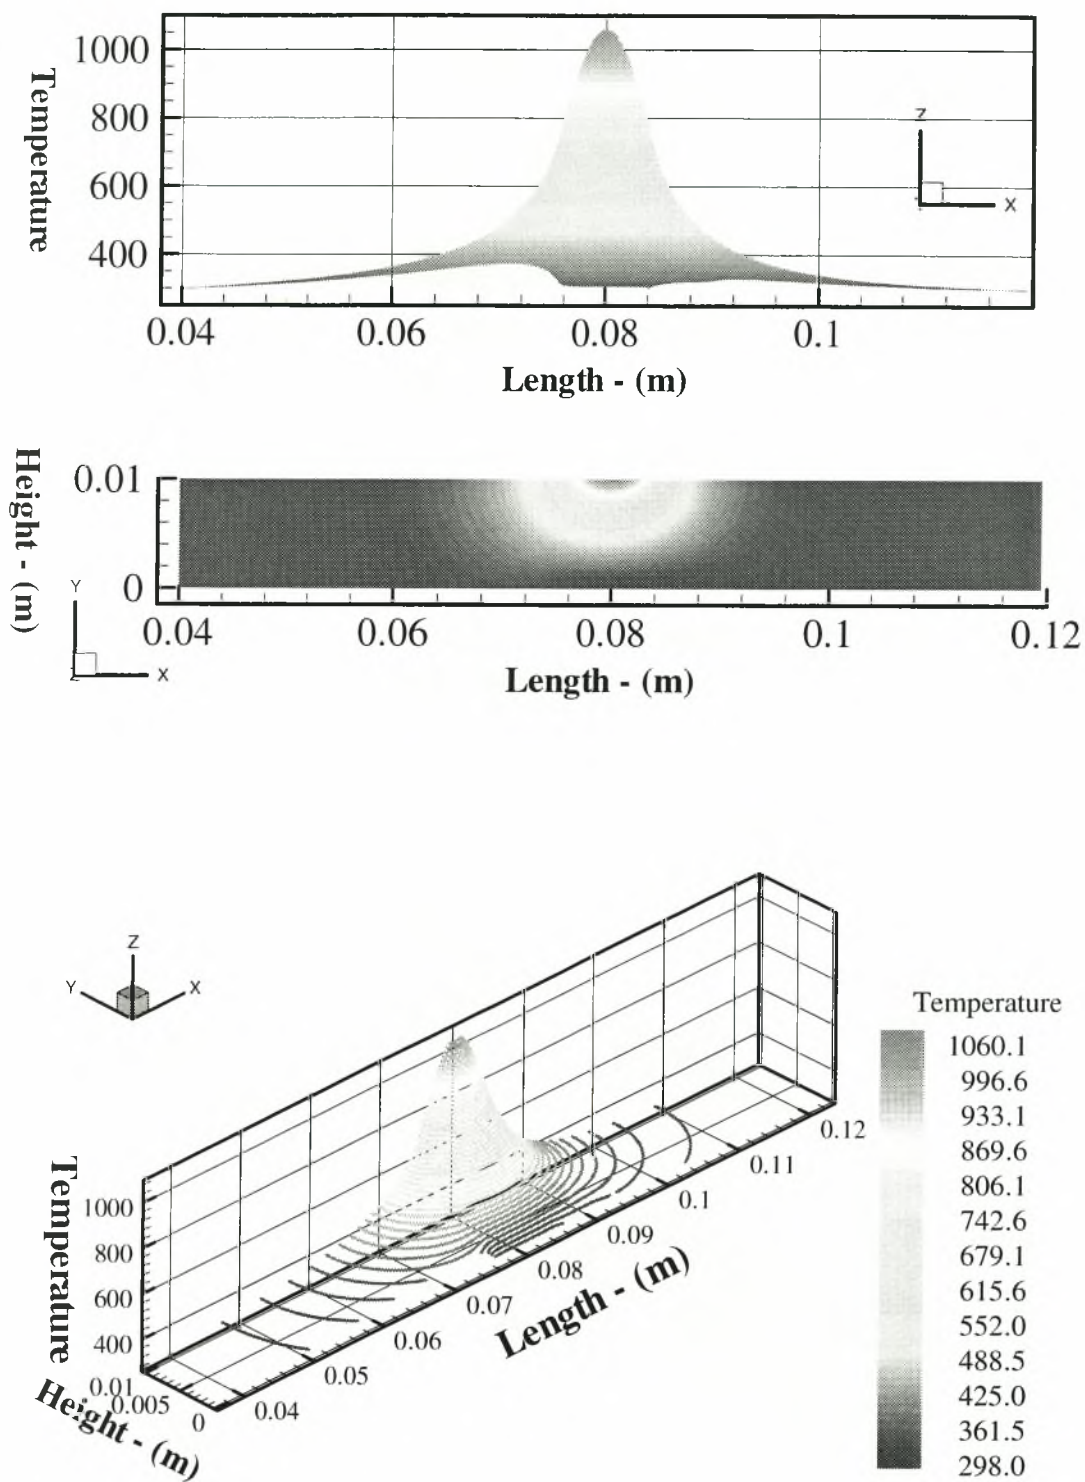 Temperature
1000
800
600
400
Z
X
0.04
0.06
0.08
0.1
Length - (m)
Height - (m)
0.01
0
Y
Z
X
0.04
0.06
0.08
0.1
0.12
Length - (m)
Z
Y
X
Temperature
1000
800
600
400
0.01
0.005
0
Height - (m)
0.04
0.05
0.06
0.07
0.08
0.09
0.1
0.11
0.12
Length - (m)
Temperature
1060.1
996.6
933.1
869.6
806.1
742.6
679.1
615.6
552.0
488.5
425.0
361.5
298.0